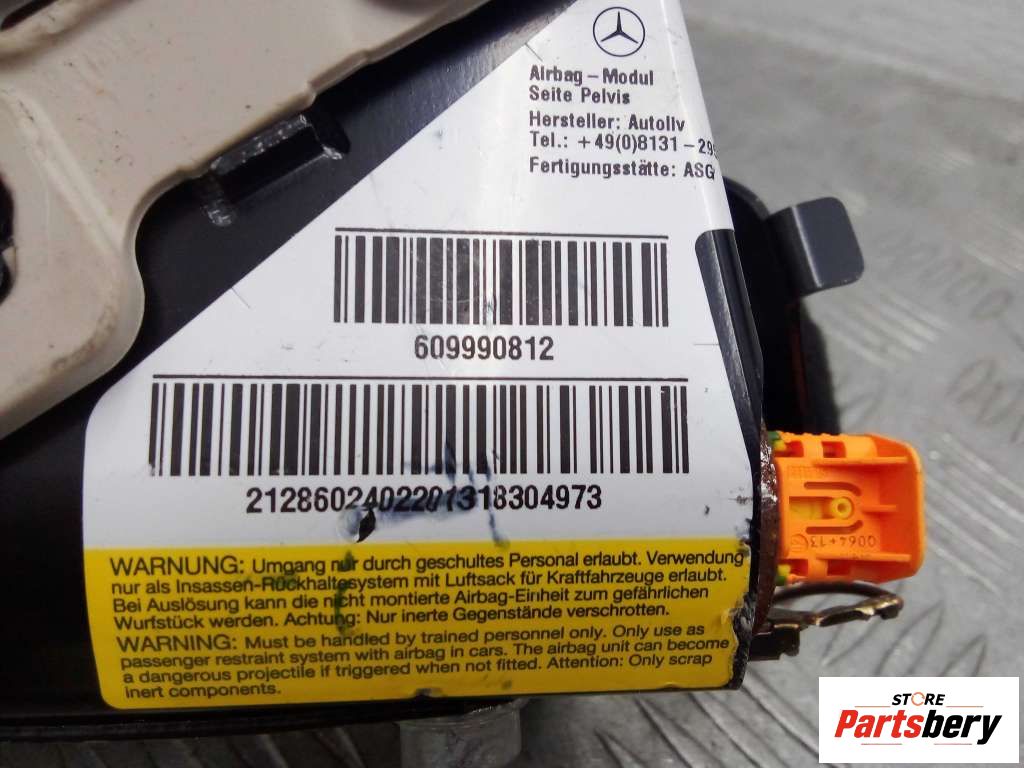 Airbag-Modul
Seite Pelvis
Hersteller: Autoliv
Tel.: +49(0)8131-29
Fertigungsstätte: ASG
609990812
2128602402201318304973
WARNUNG: Umgang nur durch geschultes Personal erlaubt. Verwendung
nur als Insassen-Rückhaltesystem mit Luftsack für Kraftfahrzeuge erlaubt.
Bei Auslösung kann die nicht montierte Airbag-Einheit zum gefährlichen
Wurfstück werden. Achtung: Nur inerte Gegenstände verschrotten.
WARNING: Must be handled by trained personnel only. Only use as
passenger restraint system with airbag in cars. The airbag unit can become
a dangerous projectile if triggered when not fitted. Attention: Only scrap
inert components.
0064+13
STORE
Partsbery